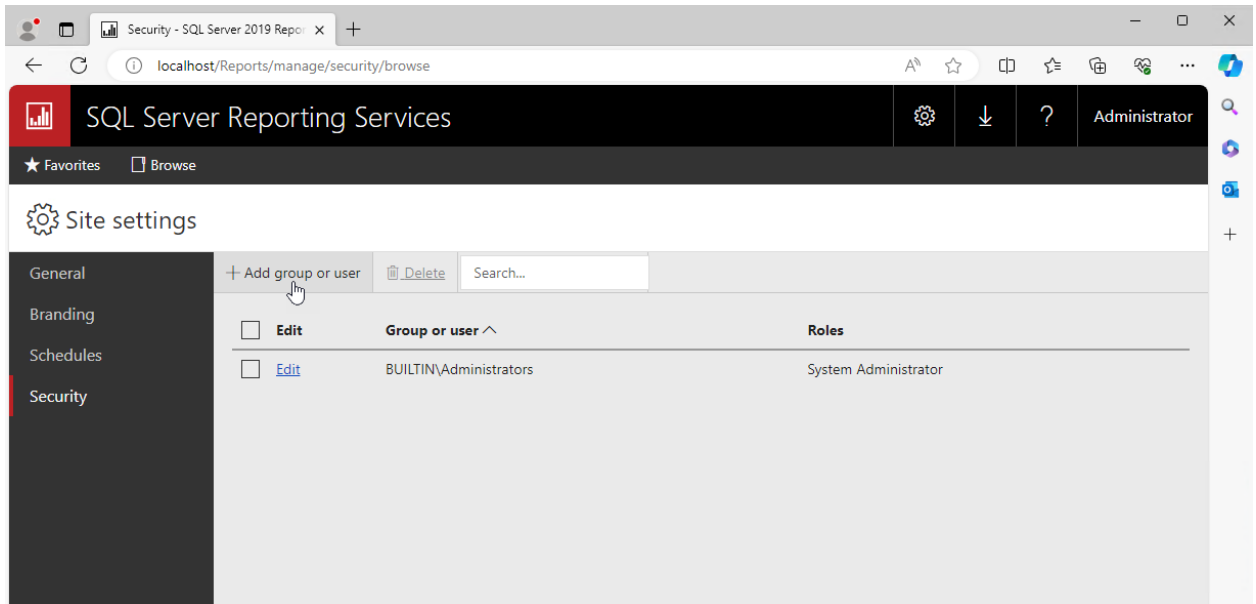 Security - SQL Server 2019 Repor
localhost/Reports/manage/security/browse
SQL Server Reporting Services
?
Administrator
Favorites
Browse
Site settings
General
Branding
Schedules
Security
Add group or user
Delete
Search...
Edit Group or user Roles
Edit BUILTIN\Administrators System Administrator